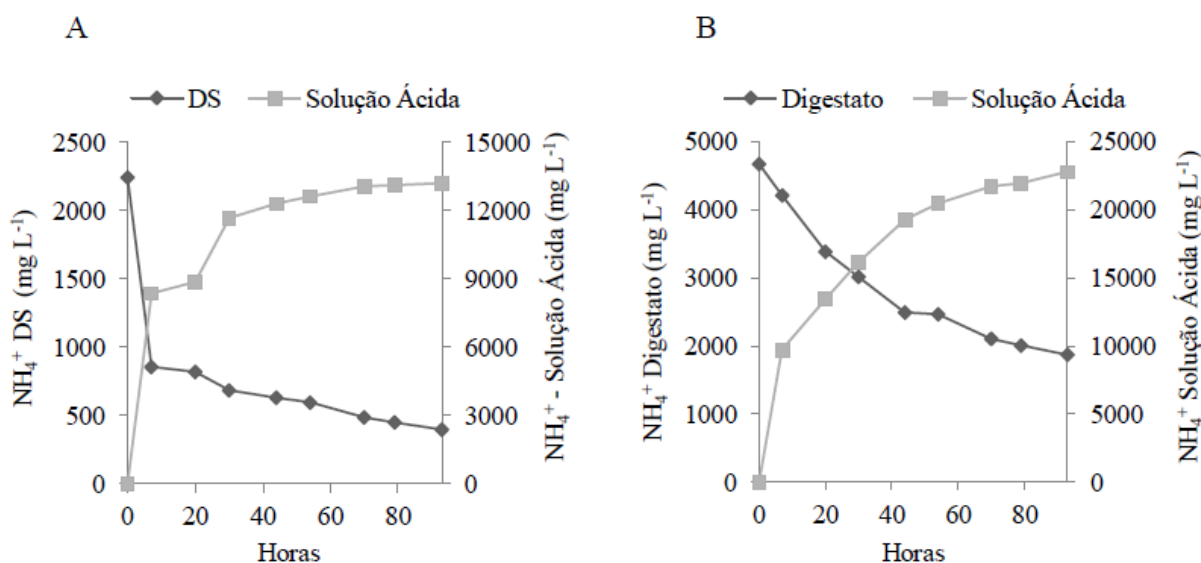 A
DS
Solução Ácida
NH₄⁺ DS (mg L⁻¹)
2500
2000
1500
1000
500
0
15000
12000
9000
6000
3000
0
NH₄⁺ - Solução Ácida (mg L⁻¹)
0 20 40 60 80
Horas
B
Digestato
Solução Ácida
NH₄⁺ Digestato (mg L⁻¹)
5000
4000
3000
2000
1000
0
25000
20000
15000
10000
5000
0
NH₄⁺ Solução Ácida (mg L⁻¹)
0 20 40 60 80
Horas